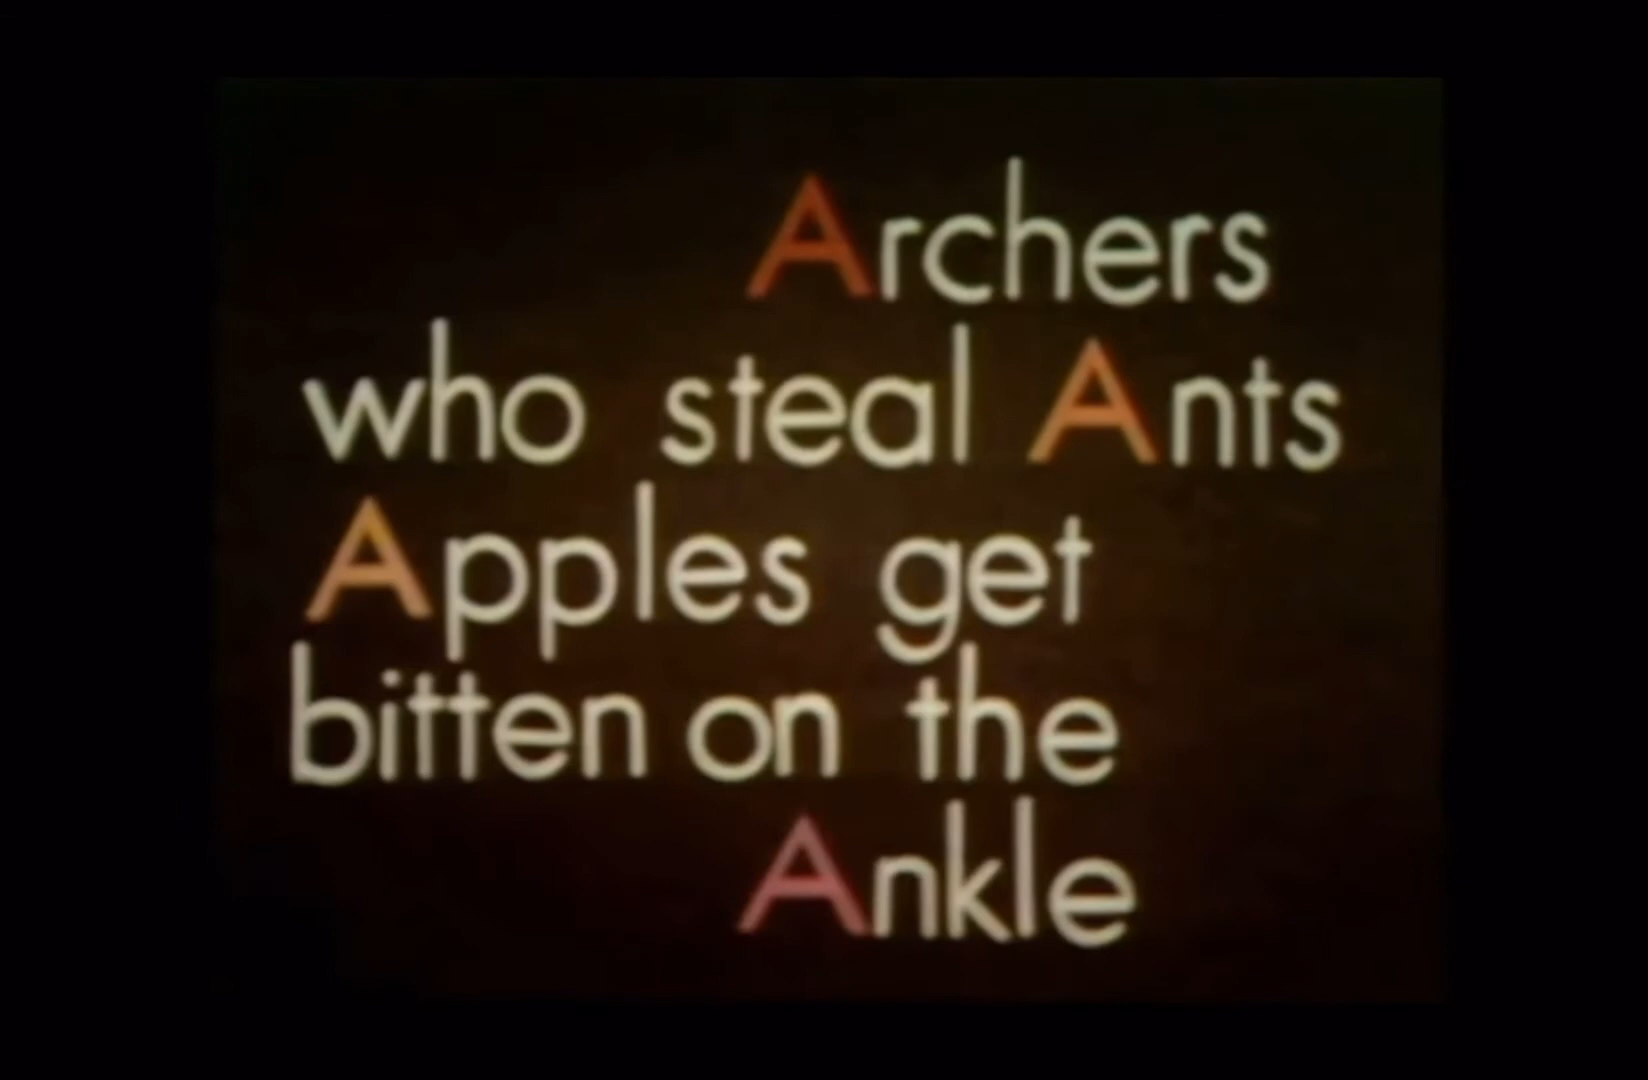 Archers
who steal Ants
Apples get
bitten on the
Ankle